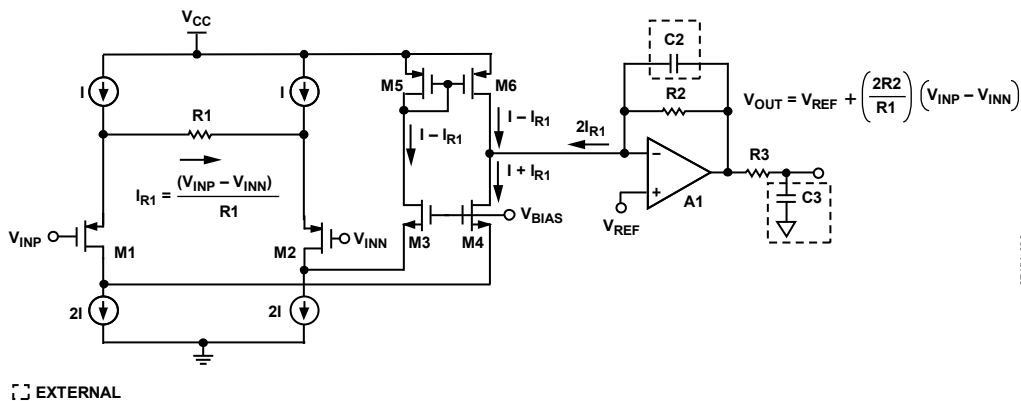 VCC
I
I
R1
IR1 = (VINP – VINN)
R1
VINP
M1
M2
VINN
2I
2I
M5
M6
I – IR1
I – IR1
I + IR1
M3
M4
VBIAS
2IR1
C2
R2
–
+
A1
VREF
R3
C3
VOUT = VREF + (2R2/R1) (VINP – VINN)
EXTERNAL